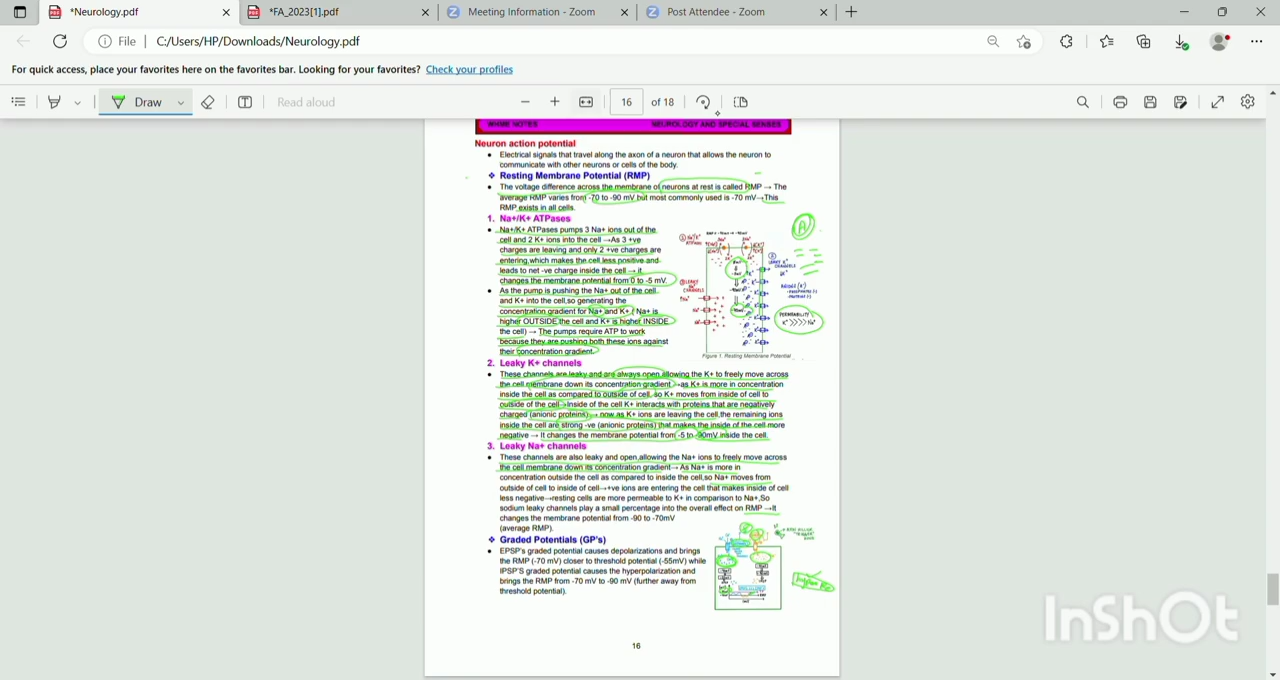 *Neurology.pdf
*FA_2023[1].pdf
Meeting Information - Zoom
Post Attendee - Zoom
File
C:/Users/HP/Downloads/Neurology.pdf
For quick access, place your favorites here on the favorites bar. Looking for your favorites? Check your profiles
Draw
Read aloud
16 of 18
NOTES NEUROLOGY AND SPECIAL SENSES
Neuron action potential
• Electrical signals that travel along the axon of a neuron that allows the neuron to
communicate with other neurons or cells of the body.
❖ Resting Membrane Potential (RMP)
• The voltage difference across the membrane of neurons at rest is called RMP → The
average RMP varies from -70 to -90 mV but most commonly used is -70 mV→This
RMP exists in all cells.
1. Na+/K+ ATPases
• Na+/K+ ATPases pumps 3 Na+ ions out of the
cell and 2 K+ ions into the cell →As 3 +ve
charges are leaving and only 2 +ve charges are
entering,which makes the cell less positive and
leads to net -ve charge inside the cell → it
changes the membrane potential from 0 to -5 mV.
• As the pump is pushing the Na+ out of the cell
and K+ into the cell,so generating the
concentration gradient for Na+ and K+ ( Na+ is
higher OUTSIDE the cell and K+ is higher INSIDE
the cell) → The pumps require ATP to work
because they are pushing both these ions against
their concentration gradient.
PERMEABILITY
K⁺ >>>> Na⁺
Figure 1. Resting Membrane Potential
2. Leaky K+ channels
• These channels are leaky and are always open,allowing the K+ to freely move across
the cell membrane down its concentration gradient→as K+ is more in concentration
inside the cell as compared to outside of cell, so K+ moves from inside of cell to
outside of the cell→Inside of the cell K+ interacts with proteins that are negatively
charged (anionic proteins)→ now as K+ ions are leaving the cell,the remaining ions
inside the cell are strong -ve (anionic proteins) that makes the inside of the cell more
negative → It changes the membrane potential from -5 to -90mV inside the cell.
3. Leaky Na+ channels
• These channels are also leaky and open,allowing the Na+ ions to freely move across
the cell membrane down its concentration gradient→ As Na+ is more in
concentration outside the cell as compared to inside the cell,so Na+ moves from
outside of cell to inside of cell→+ve ions are entering the cell that makes inside of cell
less negative→resting cells are more permeable to K+ in comparison to Na+,So
sodium leaky channels play a small percentage into the overall effect on RMP →It
changes the membrane potential from -90 to -70mV
(average RMP).
❖ Graded Potentials (GP's)
• EPSP's graded potential causes depolarizations and brings
the RMP (-70 mV) closer to threshold potential (-55mV) while
IPSP'S graded potential causes the hyperpolarization and
brings the RMP from -70 mV to -90 mV (further away from
threshold potential).
16
InShOt